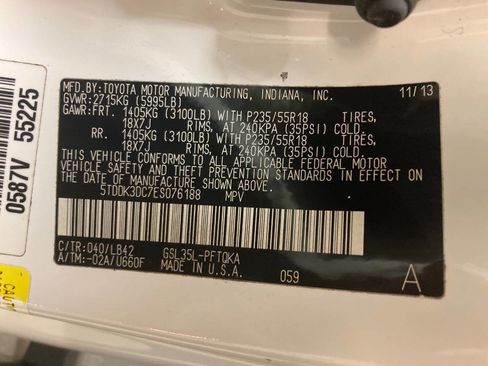 MFD.BY:TOYOTA MOTOR MANUFACTURING, INDIANA, INC. 11/13
GVWR:2715KG (5995LB)
GAWR:FRT. 1405KG (3100LB) WITH P235/55R18 TIRES,
18X7J RIMS, AT 240KPA (35PSI) COLD.
RR. 1405KG (3100LB) WITH P235/55R18 TIRES,
18X7J RIMS, AT 240KPA (35PSI) COLD.
THIS VEHICLE CONFORMS TO ALL APPLICABLE FEDERAL MOTOR
VEHICLE SAFETY AND THEFT PREVENTION STANDARDS IN EFFECT
ON THE DATE OF MANUFACTURE SHOWN ABOVE.
5TDDK3DC7ES076188 MPV
C/TR:040/LB42 GSL35L-PFTQKA
A/TM:-02A/U660F MADE IN U.S.A. 059 A
0587V 55225